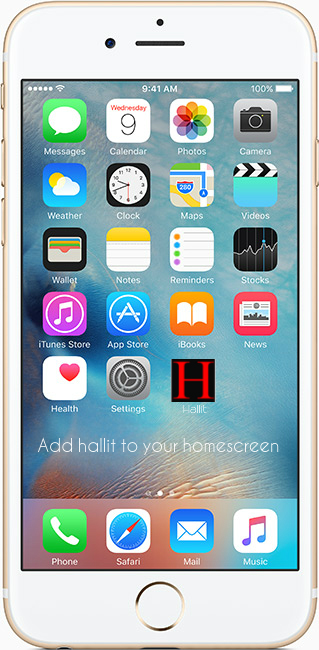 9:41 AM 100%
Wednesday
9
280
Messages Calendar Photos Camera
Weather Clock Maps Videos
Wallet Notes Reminders Stocks
iTunes Store App Store iBooks News
H
Health Settings Hallit
Add hallit to your homescreen
Phone Safari Mail Music